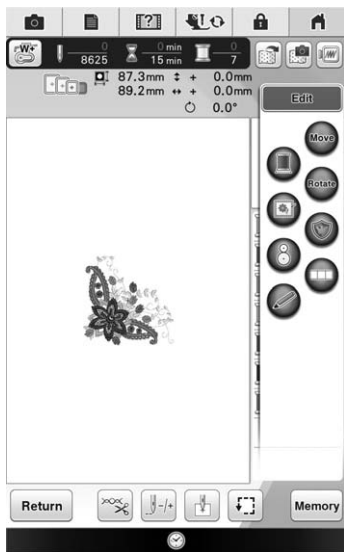 ?
W+
0
8625
0 min
15 min
0
7
87.3mm ↕ + 0.0mm
89.2mm ↔ + 0.0mm
0.0°
Edit
Move
Rotate
Return
-/+
Memory